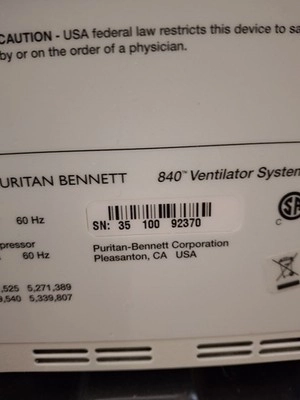 CAUTION - USA federal law restricts this device to sa
by or on the order of a physician.
URITAN BENNETT 840™ Ventilator System
60 Hz
SN: 35 100 92370
pressor
60 Hz
Puritan-Bennett Corporation
Pleasanton, CA USA
,525 5,271,389
,540 5,339,807
SA
C